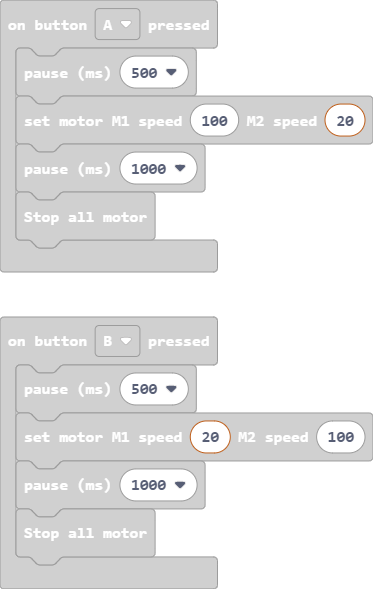 on button A pressed
pause (ms) 500
set motor M1 speed 100 M2 speed 20
pause (ms) 1000
Stop all motor
on button B pressed
pause (ms) 500
set motor M1 speed 20 M2 speed 100
pause (ms) 1000
Stop all motor